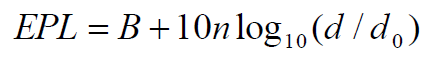 EPL = B + 10n log₁₀(d / d₀)